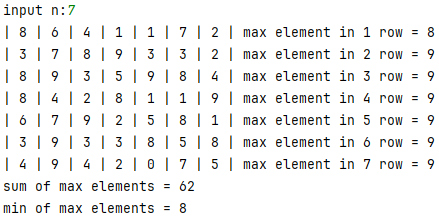 input n:7
| 8 | 6 | 4 | 1 | 1 | 7 | 2 | max element in 1 row = 8
| 3 | 7 | 8 | 9 | 3 | 3 | 2 | max element in 2 row = 9
| 8 | 9 | 3 | 5 | 9 | 8 | 4 | max element in 3 row = 9
| 8 | 4 | 2 | 8 | 1 | 1 | 9 | max element in 4 row = 9
| 6 | 7 | 9 | 2 | 5 | 8 | 1 | max element in 5 row = 9
| 3 | 9 | 3 | 3 | 8 | 5 | 8 | max element in 6 row = 9
| 4 | 9 | 4 | 2 | 0 | 7 | 5 | max element in 7 row = 9
sum of max elements = 62
min of max elements = 8